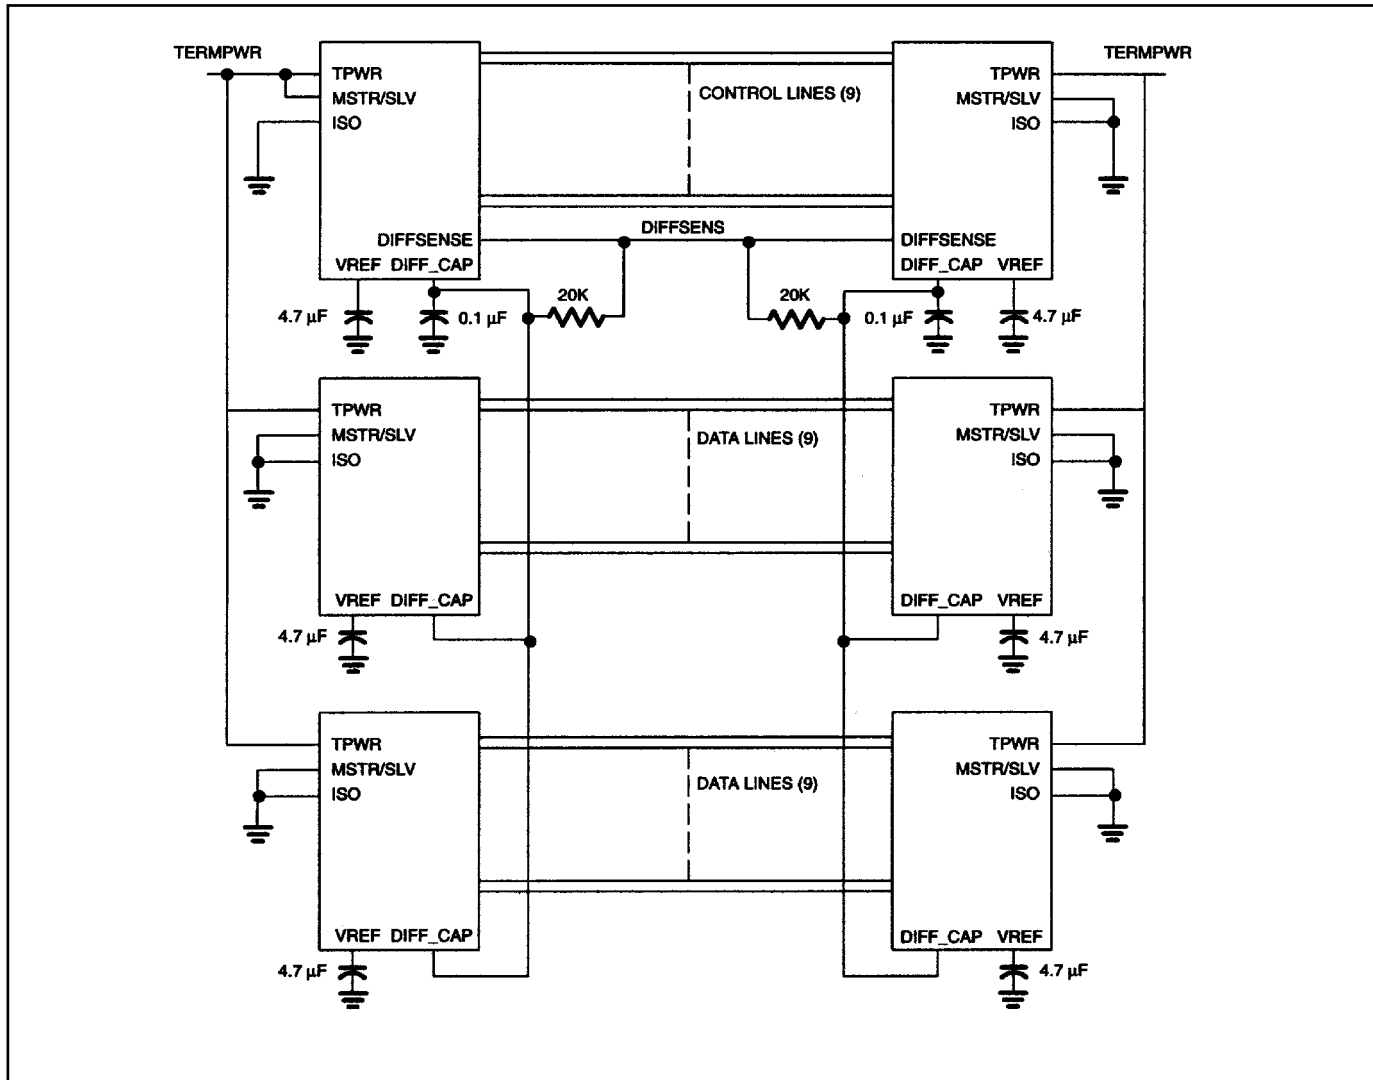 TERMPWR
TERMPWR
TPWR
MSTR/SLV
ISO
CONTROL LINES (9)
TPWR
MSTR/SLV
ISO
DIFFSENSE
DIFFSENS
DIFFSENSE
VREF DIFF_CAP
DIFF_CAP VREF
4.7 µF
0.1 µF
20K
20K
0.1 µF
4.7 µF
TPWR
MSTR/SLV
ISO
DATA LINES (9)
TPWR
MSTR/SLV
ISO
VREF DIFF_CAP
DIFF_CAP VREF
4.7 µF
4.7 µF
TPWR
MSTR/SLV
ISO
DATA LINES (9)
TPWR
MSTR/SLV
ISO
VREF DIFF_CAP
DIFF_CAP VREF
4.7 µF
4.7 µF